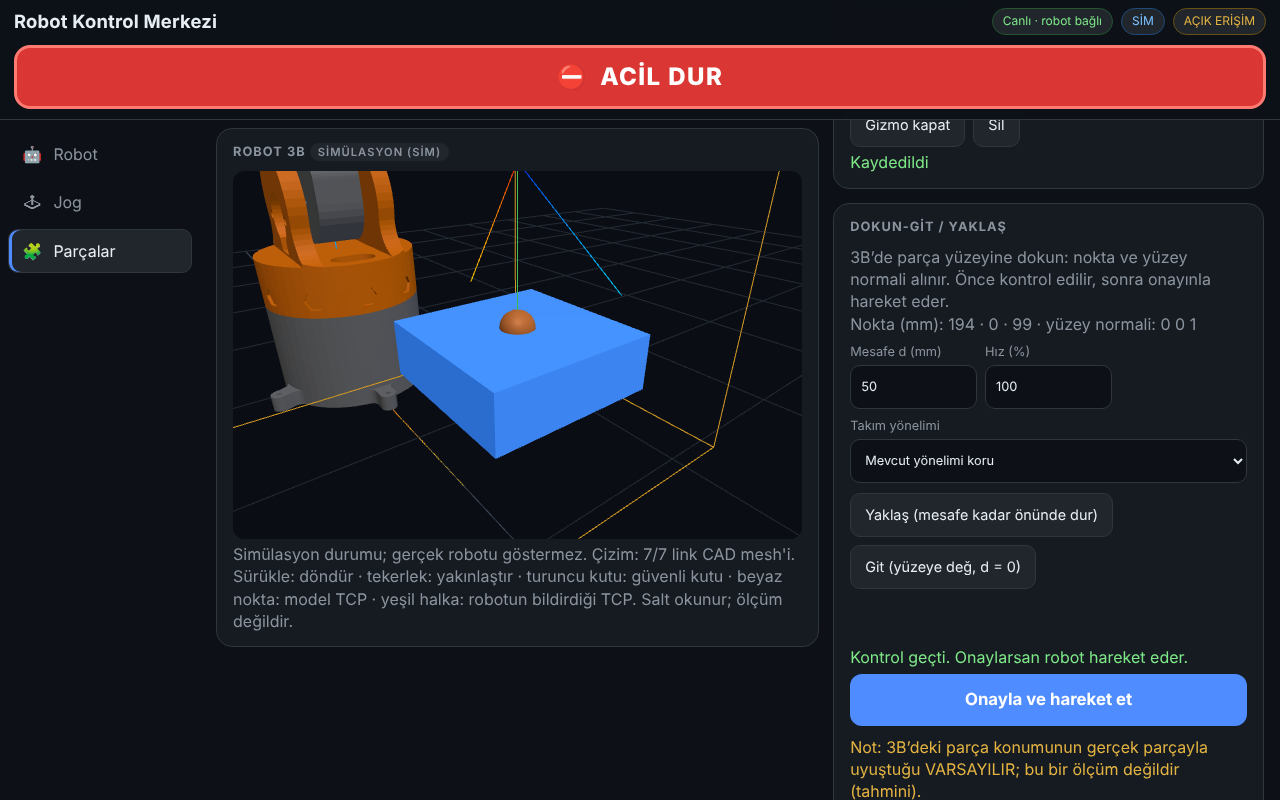 Robot Kontrol Merkezi
Canlı · robot bağlı
SİM
AÇIK ERİŞİM
⛔ ACİL DUR
🤖 Robot
🕹 Jog
🧩 Parçalar
ROBOT 3B SİMÜLASYON (SİM)
Simülasyon durumu; gerçek robotu göstermez. Çizim: 7/7 link CAD mesh'i.
Sürükle: döndür · tekerlek: yakınlaştır · turuncu kutu: güvenli kutu · beyaz
nokta: model TCP · yeşil halka: robotun bildirdiği TCP. Salt okunur; ölçüm
değildir.
Gizmo kapat
Sil
Kaydedildi
DOKUN-GİT / YAKLAŞ
3B’de parça yüzeyine dokun: nokta ve yüzey
normali alınır. Önce kontrol edilir, sonra onayınla
hareket eder.
Nokta (mm): 194 · 0 · 99 · yüzey normali: 0 0 1
Mesafe d (mm) Hız (%)
50 100
Takım yönelimi
Mevcut yönelimi koru
Yaklaş (mesafe kadar önünde dur)
Git (yüzeye değ, d = 0)
Kontrol geçti. Onaylarsan robot hareket eder.
Onayla ve hareket et
Not: 3B’deki parça konumunun gerçek parçayla
uyuştuğu VARSAYILIR; bu bir ölçüm değildir
(tahmini).